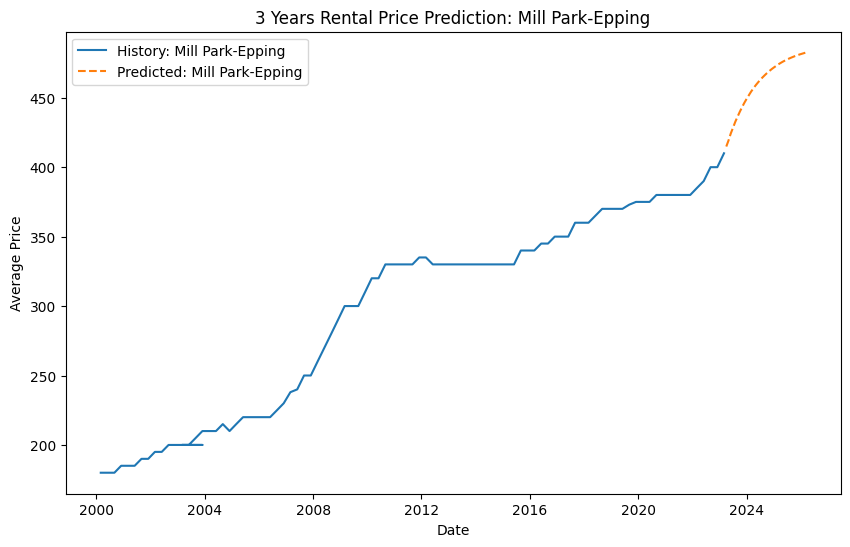 3 Years Rental Price Prediction: Mill Park-Epping
History: Mill Park-Epping
Predicted: Mill Park-Epping
450
400
350
300
250
200
Average Price
2000 2004 2008 2012 2016 2020 2024
Date